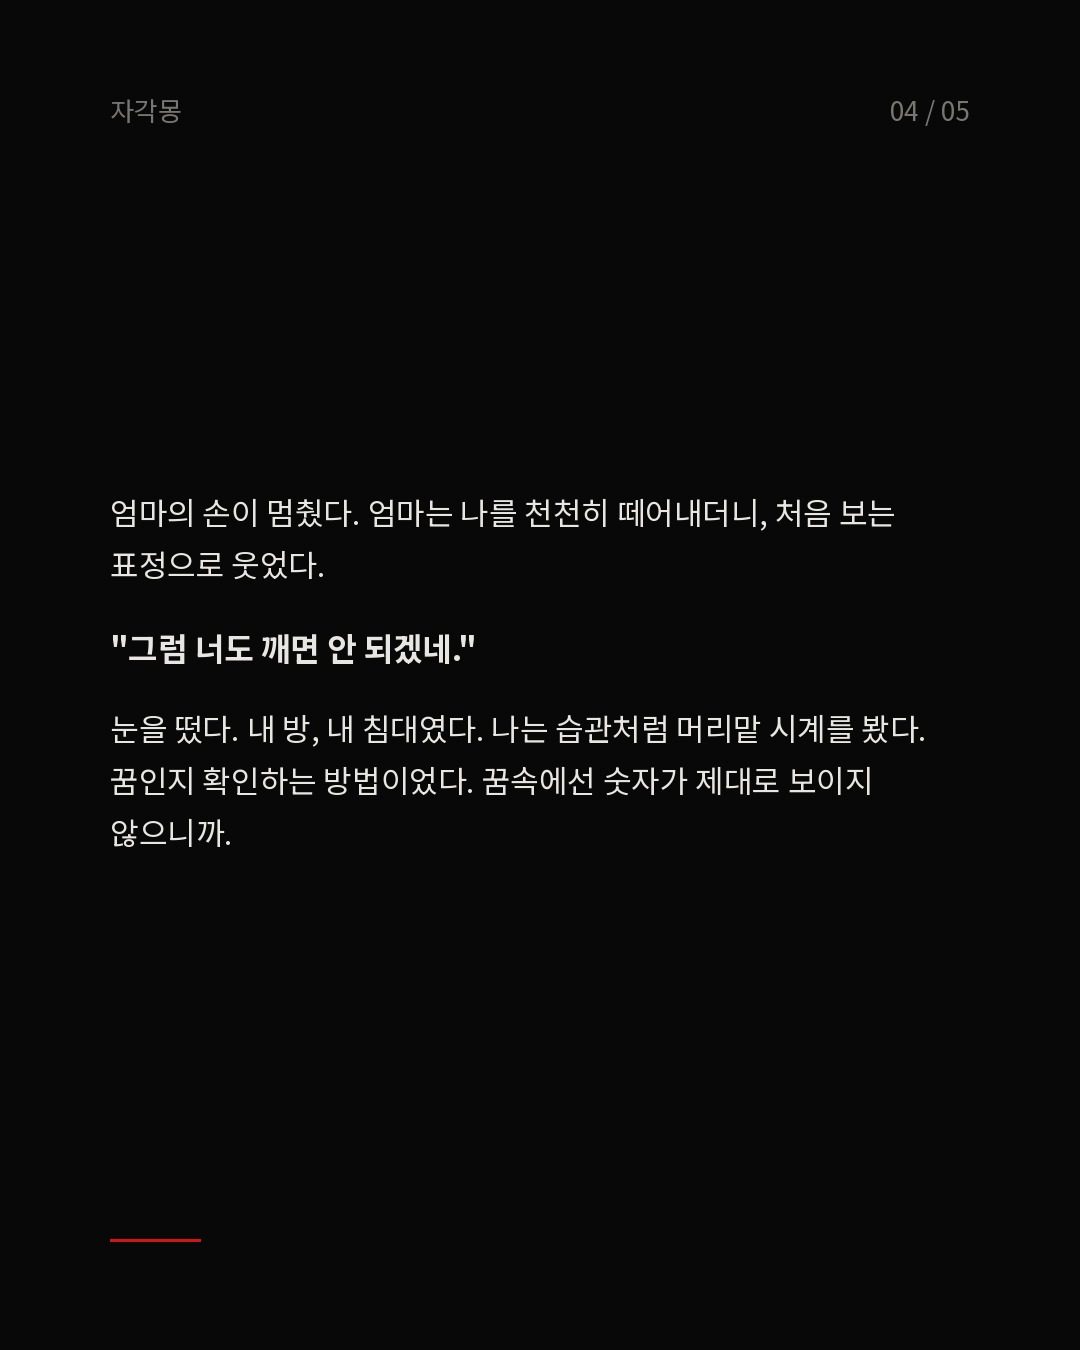 자각몽
04 / 05
엄마의 손이 멈췄다. 엄마는 나를 천천히 떼어내더니, 처음 보는
표정으로 웃었다.
"그럼 너도 깨면 안 되겠네."
눈을 떴다. 내 방, 내 침대였다. 나는 습관처럼 머리맡 시계를 봤다.
꿈인지 확인하는 방법이었다. 꿈속에선 숫자가 제대로 보이지
않으니까.